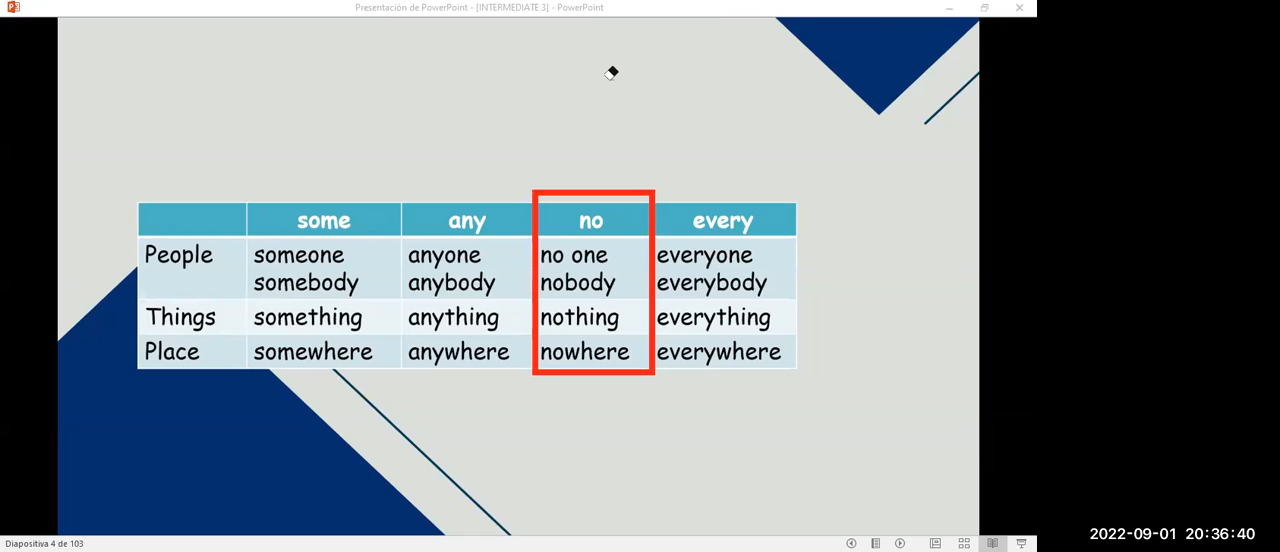 Presentación de PowerPoint - [INTERMEDIATE 3] - PowerPoint
some any no every
People someone anyone no one everyone
somebody anybody nobody everybody
Things something anything nothing everything
Place somewhere anywhere nowhere everywhere
2022-09-01 20:36:40
Diapositiva 4 de 103